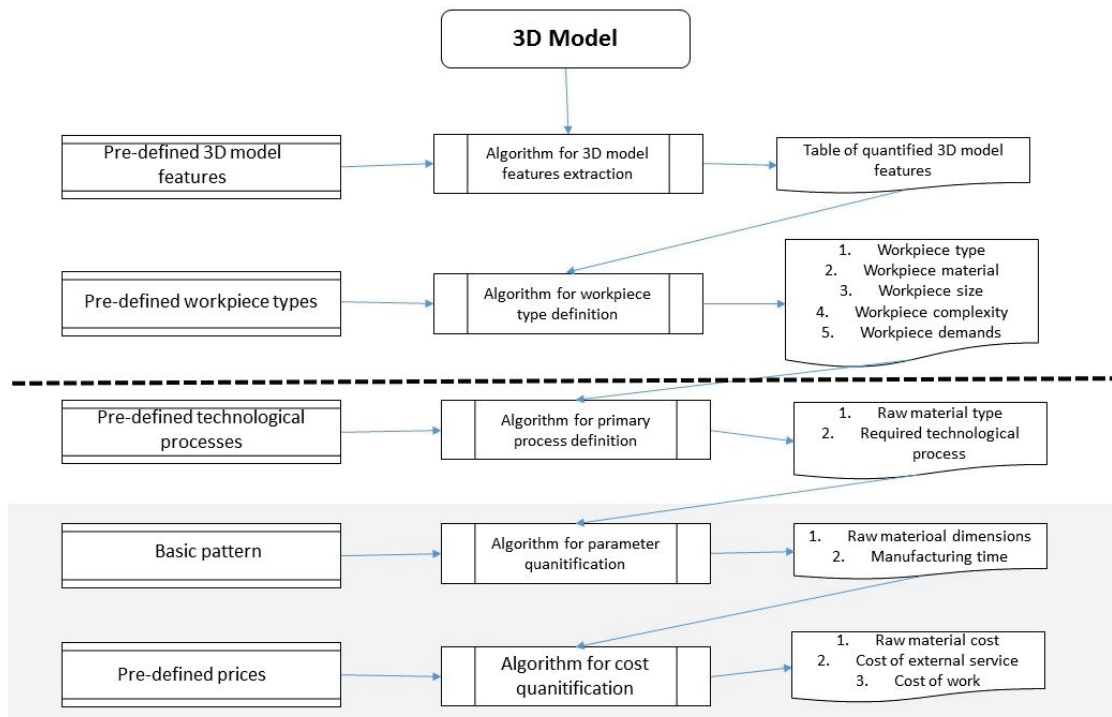 3D Model
Pre-defined 3D model
features
Algorithm for 3D model
features extraction
Table of quantified 3D model
features
Pre-defined workpiece types
Algorithm for workpiece
type definition
1. Workpiece type
2. Workpiece material
3. Workpiece size
4. Workpiece complexity
5. Workpiece demands
Pre-defined technological
processes
Algorithm for primary
process definition
1. Raw material type
2. Required technological
process
Basic pattern
Algorithm for parameter
quanitification
1. Raw materioal dimensions
2. Manufacturing time
Pre-defined prices
Algorithm for cost
quanitification
1. Raw material cost
2. Cost of external service
3. Cost of work